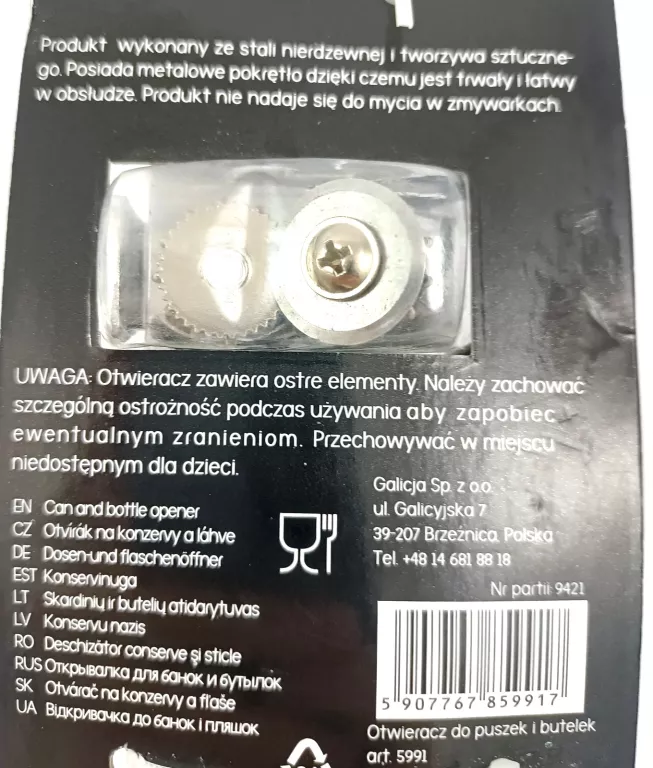 Produkt wykonany ze stali nierdzewnej i tworzywa sztuczne-
go. Posiada metalowe pokrętło dzięki czemu jest trwały i łatwy
w obsłudze. Produkt nie nadaje się do mycia w zmywarkach.
UWAGA: Otwieracz zawiera ostre elementy. Należy zachować
szczególną ostrożność podczas używania aby zapobiec
ewentualnym zranieniom. Przechowywać w miejscu
niedostępnym dla dzieci.
EN Can and bottle opener
CZ Otvírák na konzervy a láhve
DE Dosen-und flaschenöffner
EST Konservinuga
LT Skardinių ir butelių atidarytuvas
LV Konservu nazis
RO Deschizător conserve și sticle
RUS Открывалка для банок и бутылок
SK Otvárač na konzervy a flaše
UA Відкривачка до банок і пляшок
Galicja Sp. z o.o.
ul. Galicyjska 7
39-207 Brzeźnica, Polska
Tel. +48 14 681 88 18
Nr partii: 9421
5 907767 859917
Otwieracz do puszek i butelek
art. 5991